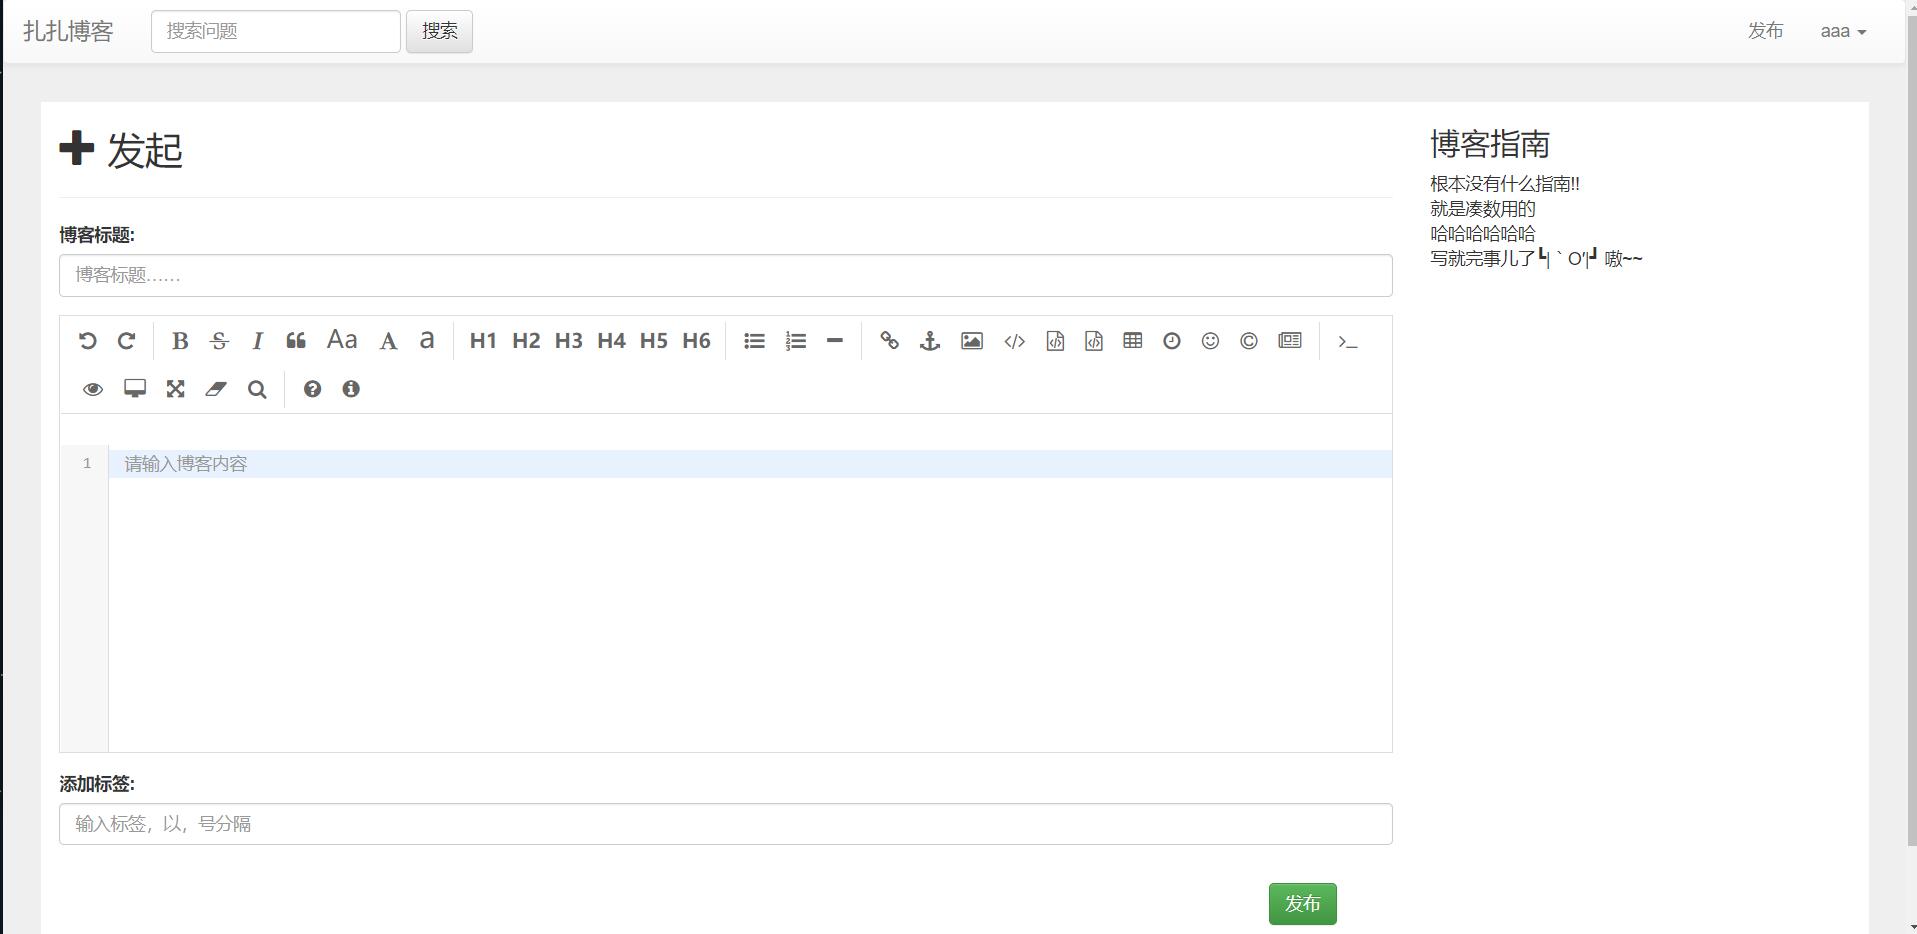 扎扎博客 搜索问题 搜索 发布 aaa
发起
博客标题:
博客标题……
B S I Aa A a H1 H2 H3 H4 H5 H6
1 请输入博客内容
添加标签:
输入标签，以，号分隔
发布
博客指南
根本没有什么指南!!
就是凑数用的
哈哈哈哈哈哈
写就完事儿了┗|｀O′|┛ 嗷~~